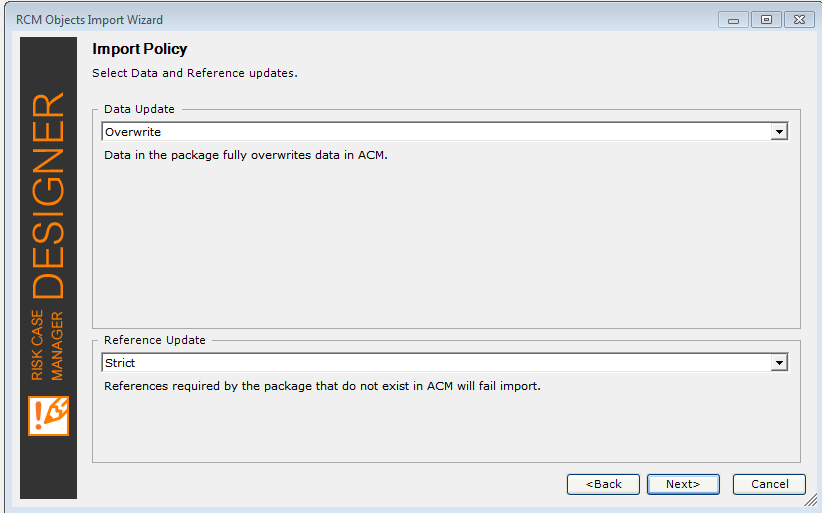 RCM Objects Import Wizard
Import Policy
Select Data and Reference updates.
Data Update
Overwrite
Data in the package fully overwrites data in ACM.
Reference Update
Strict
References required by the package that do not exist in ACM will fail import.
RISK CASE
MANAGER
DESIGNER
<Back
Next>
Cancel